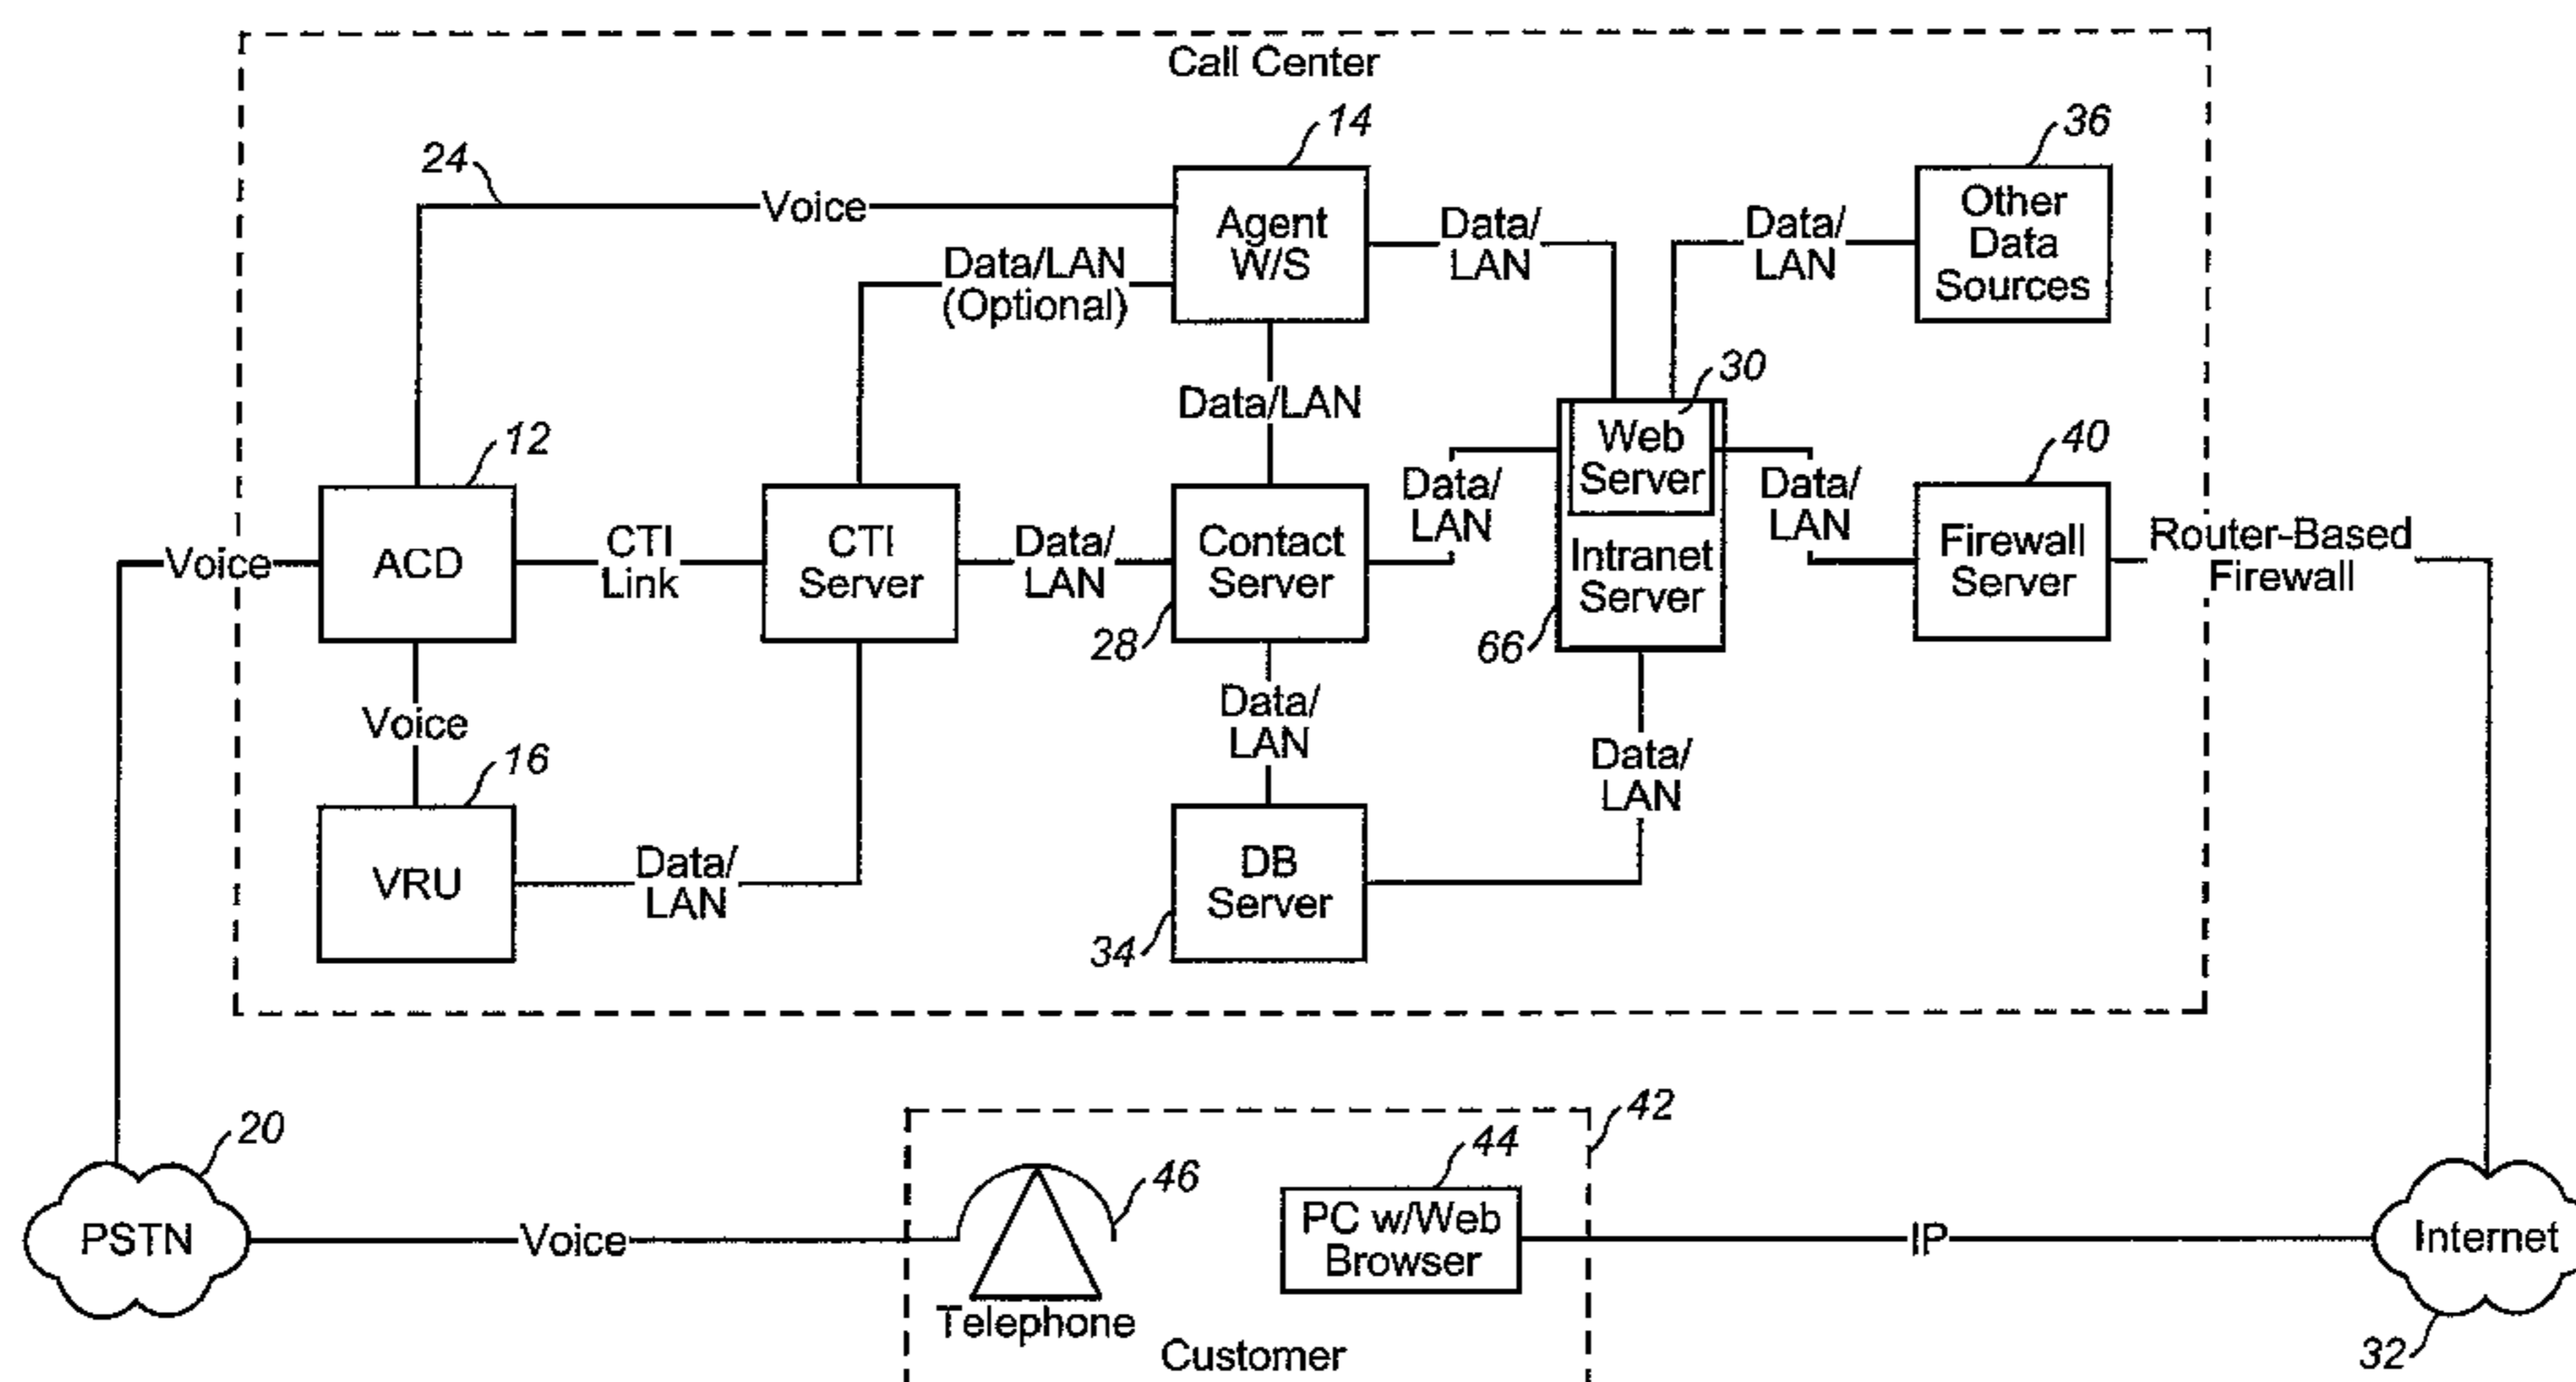 Call Center
14
36
24
Voice
Agent
W/S
Data/
LAN
Data/
LAN
Other
Data
Sources
Data/LAN
(Optional)
30
Data/LAN
12
Web
Server
40
ACD
CTI
Link
CTI
Server
Data/
LAN
Contact
Server
Data/
LAN
Intranet
Server
Data/
LAN
Firewall
Server
Router-Based
Firewall
Voice
28
66
Voice
Data/
LAN
Data/
LAN
16
VRU
Data/
LAN
DB
Server
34
20
42
44
46
PSTN
Voice
PC w/Web
Browser
IP
Internet
Telephone
Customer
32